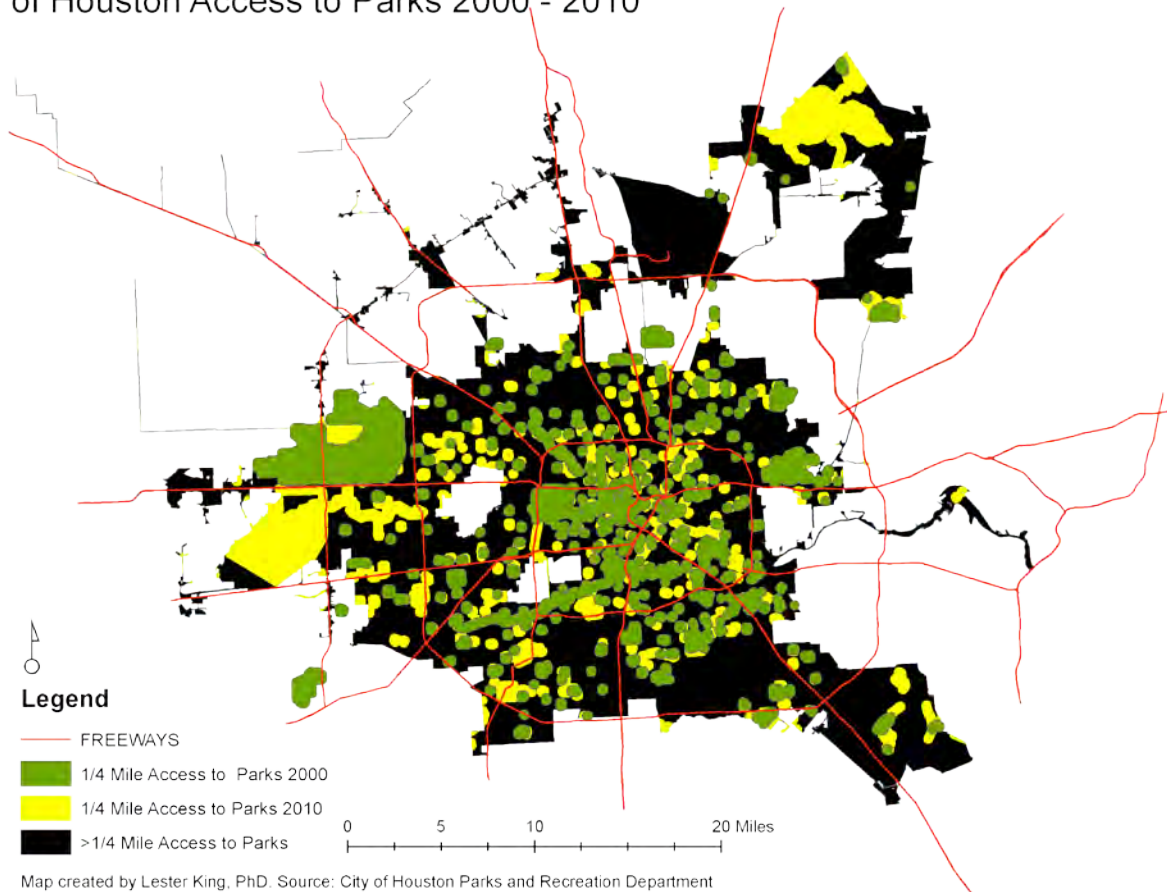 of Houston Access to Parks 2000 - 2010
Legend
FREEWAYS
1/4 Mile Access to Parks 2000
1/4 Mile Access to Parks 2010
>1/4 Mile Access to Parks
0 5 10 20 Miles
Map created by Lester King, PhD. Source: City of Houston Parks and Recreation Department